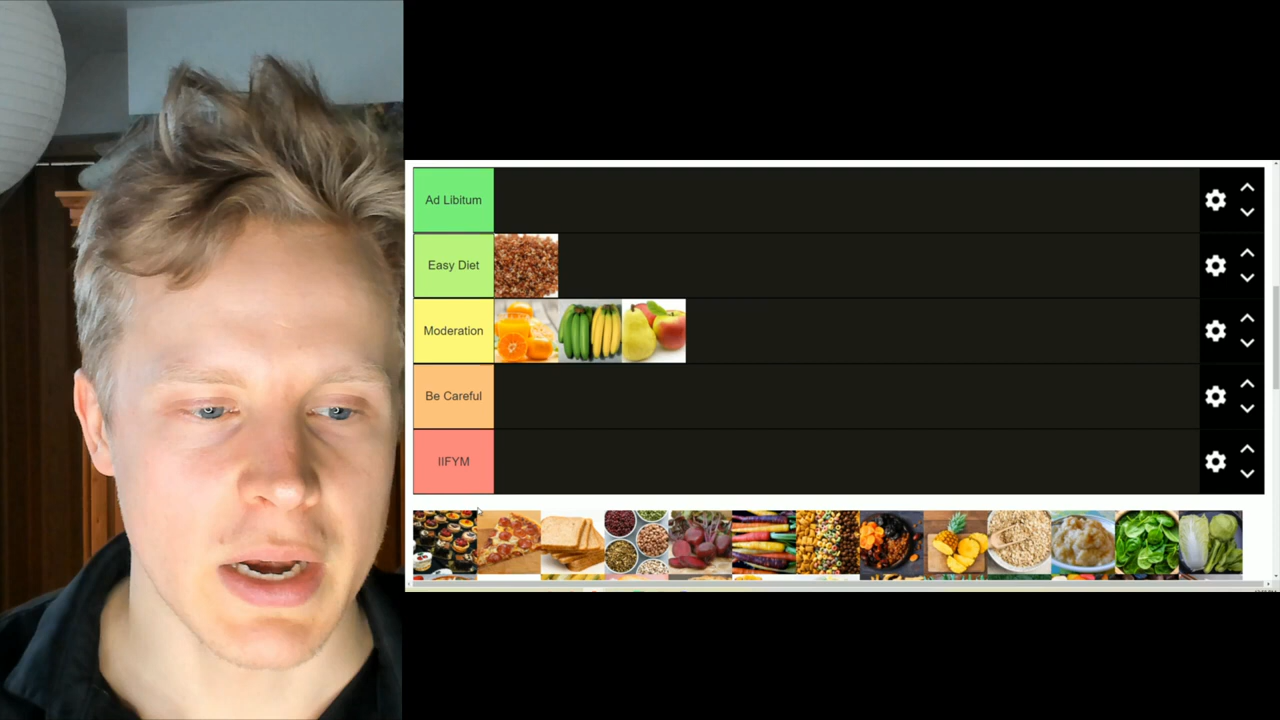 Ad Libitum
Easy Diet
Moderation
Be Careful
IIFYM